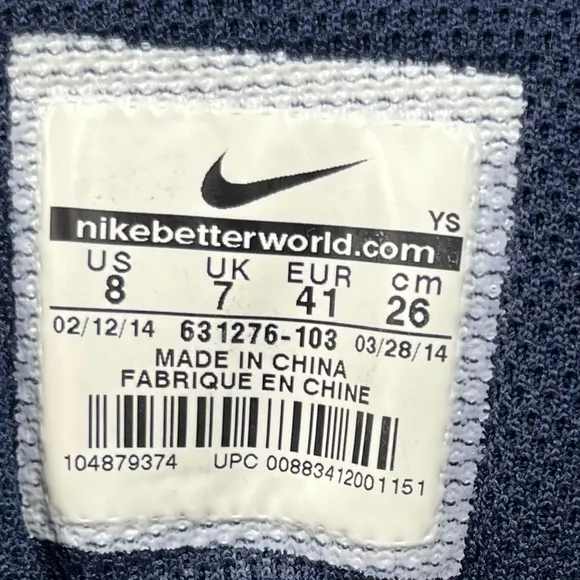 YS
nikebetterworld.com
US UK EUR cm
8 7 41 26
02/12/14 631276-103 03/28/14
MADE IN CHINA
FABRIQUE EN CHINE
104879374 UPC 00883412001151